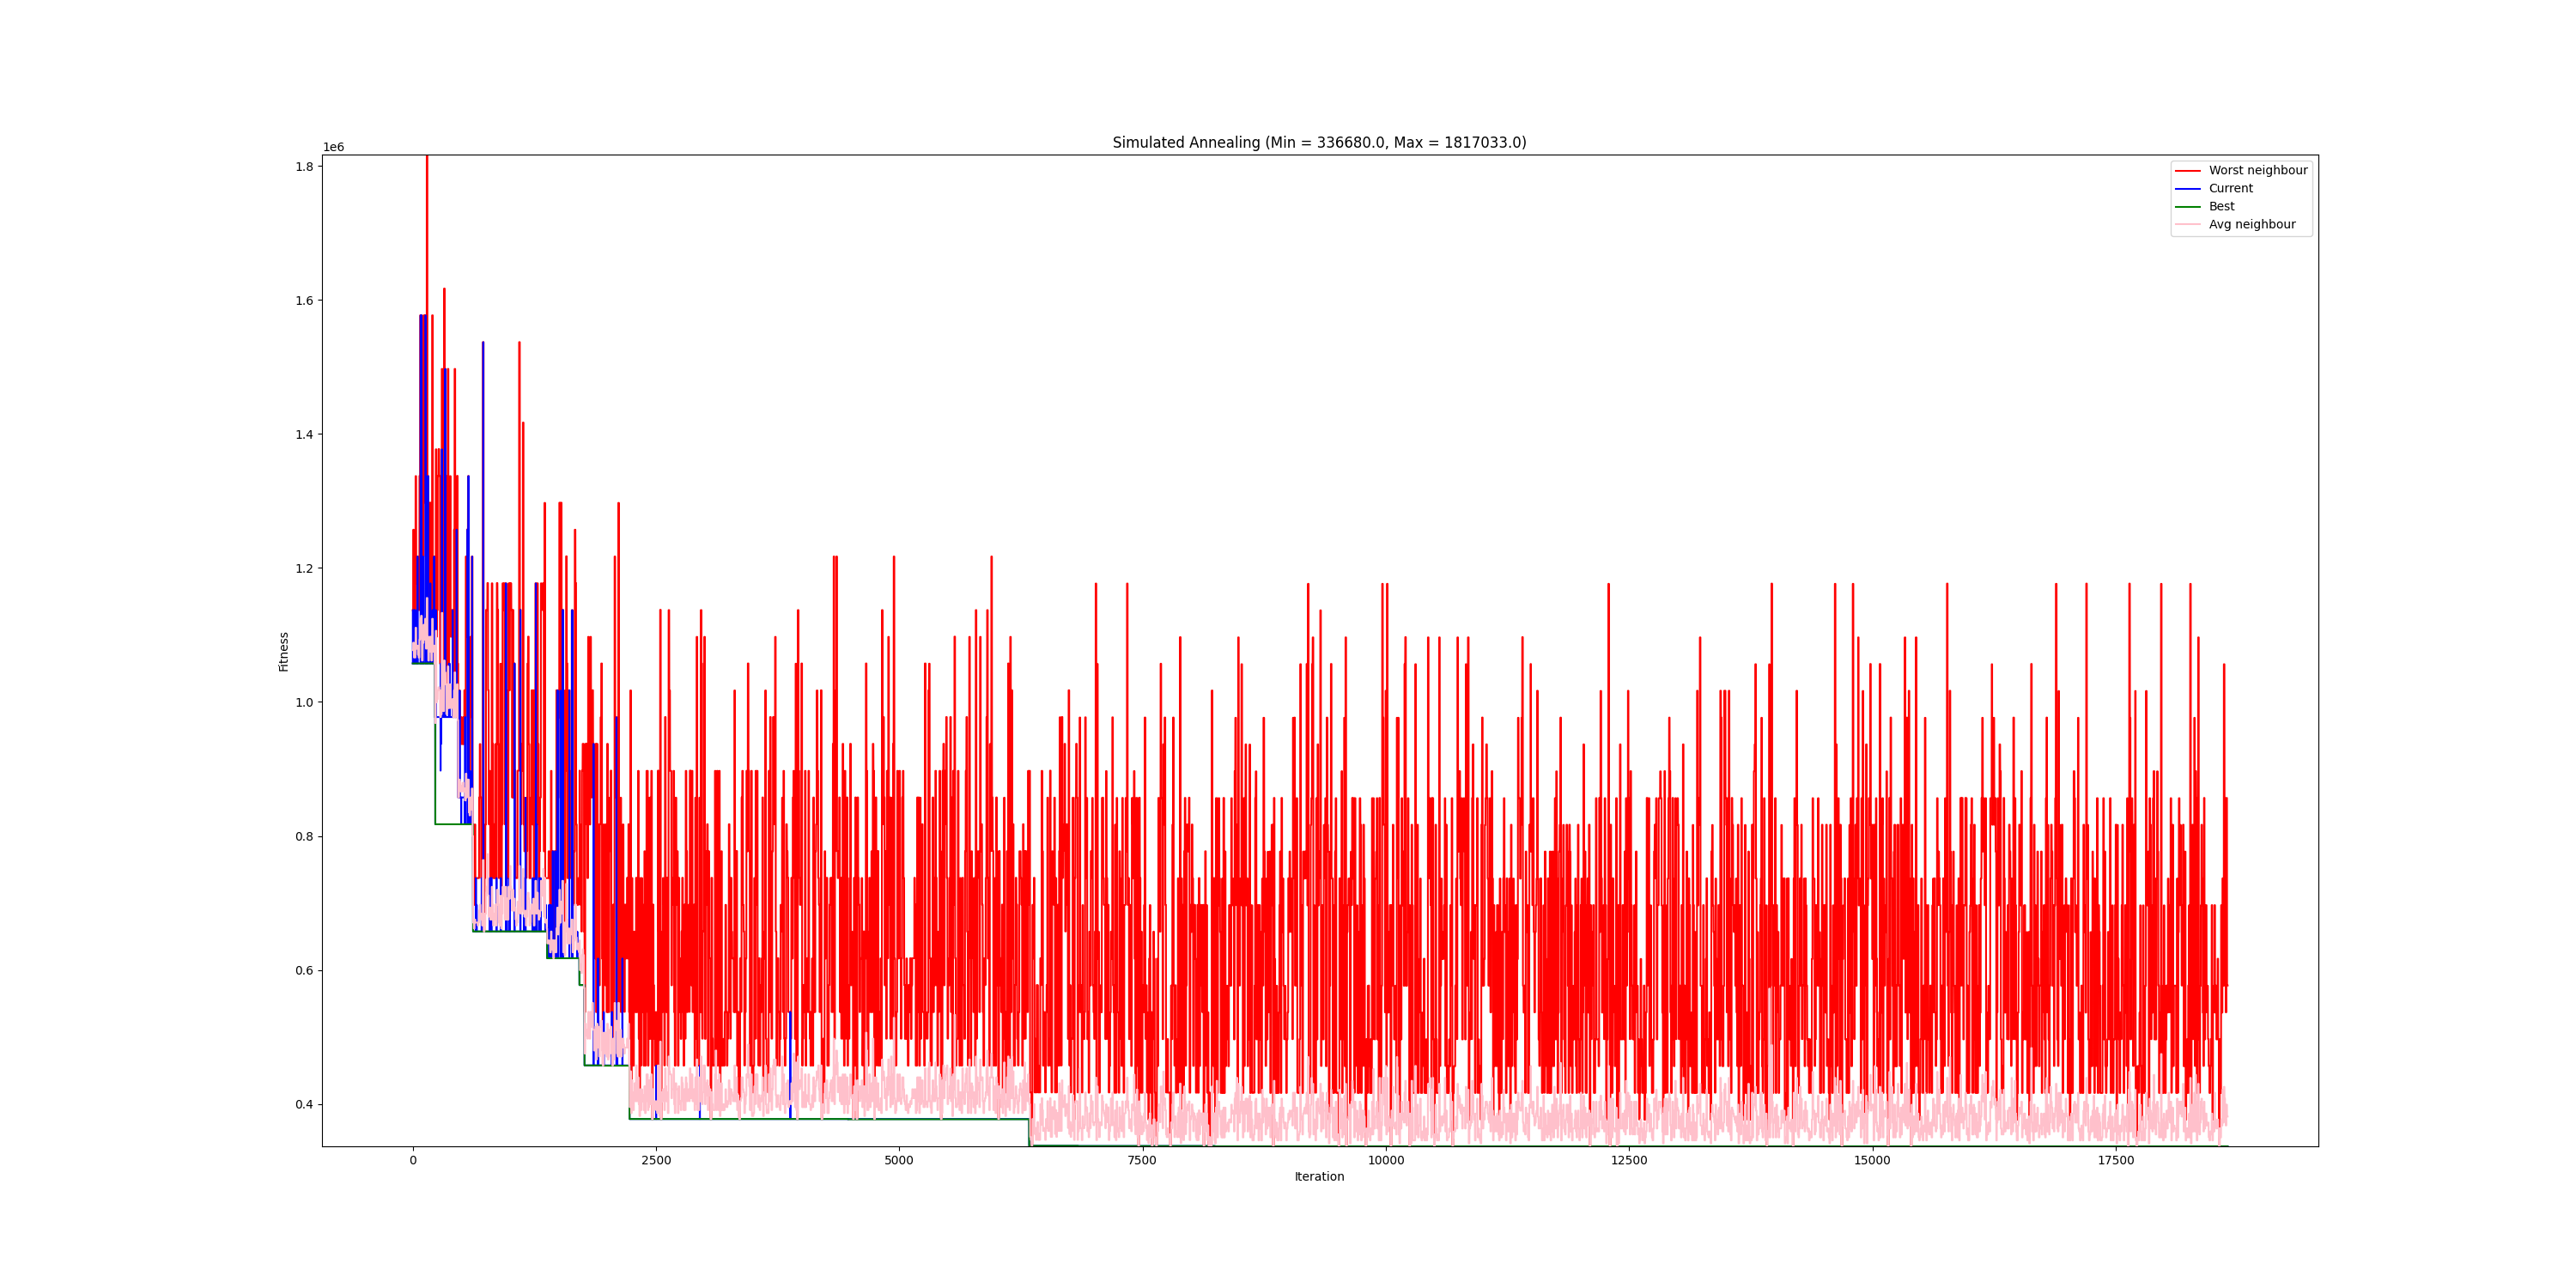 Simulated Annealing (Min = 336680.0, Max = 1817033.0)
1e6
1.8
1.6
1.4
1.2
1.0
0.8
0.6
0.4
Fitness
Worst neighbour
Current
Best
Avg neighbour
0 2500 5000 7500 10000 12500 15000 17500
Iteration